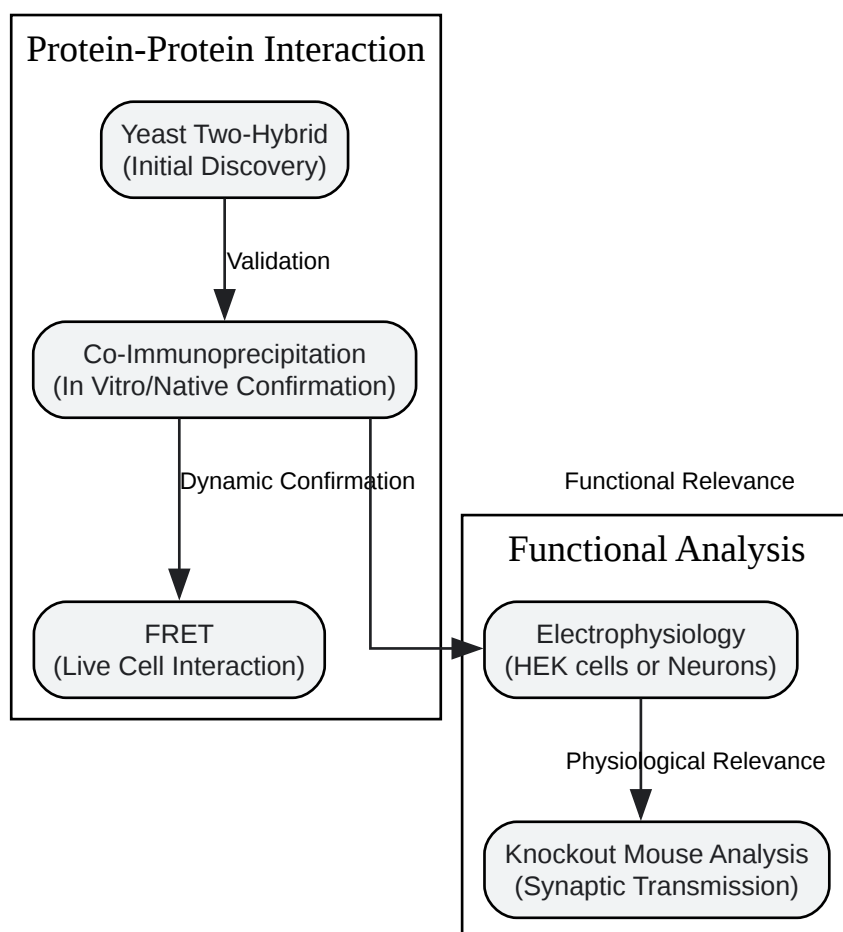 Protein-Protein Interaction
Yeast Two-Hybrid
(Initial Discovery)
Validation
Co-Immunoprecipitation
(In Vitro/Native Confirmation)
Dynamic Confirmation
Functional Relevance
FRET
(Live Cell Interaction)
Functional Analysis
Electrophysiology
(HEK cells or Neurons)
Physiological Relevance
Knockout Mouse Analysis
(Synaptic Transmission)